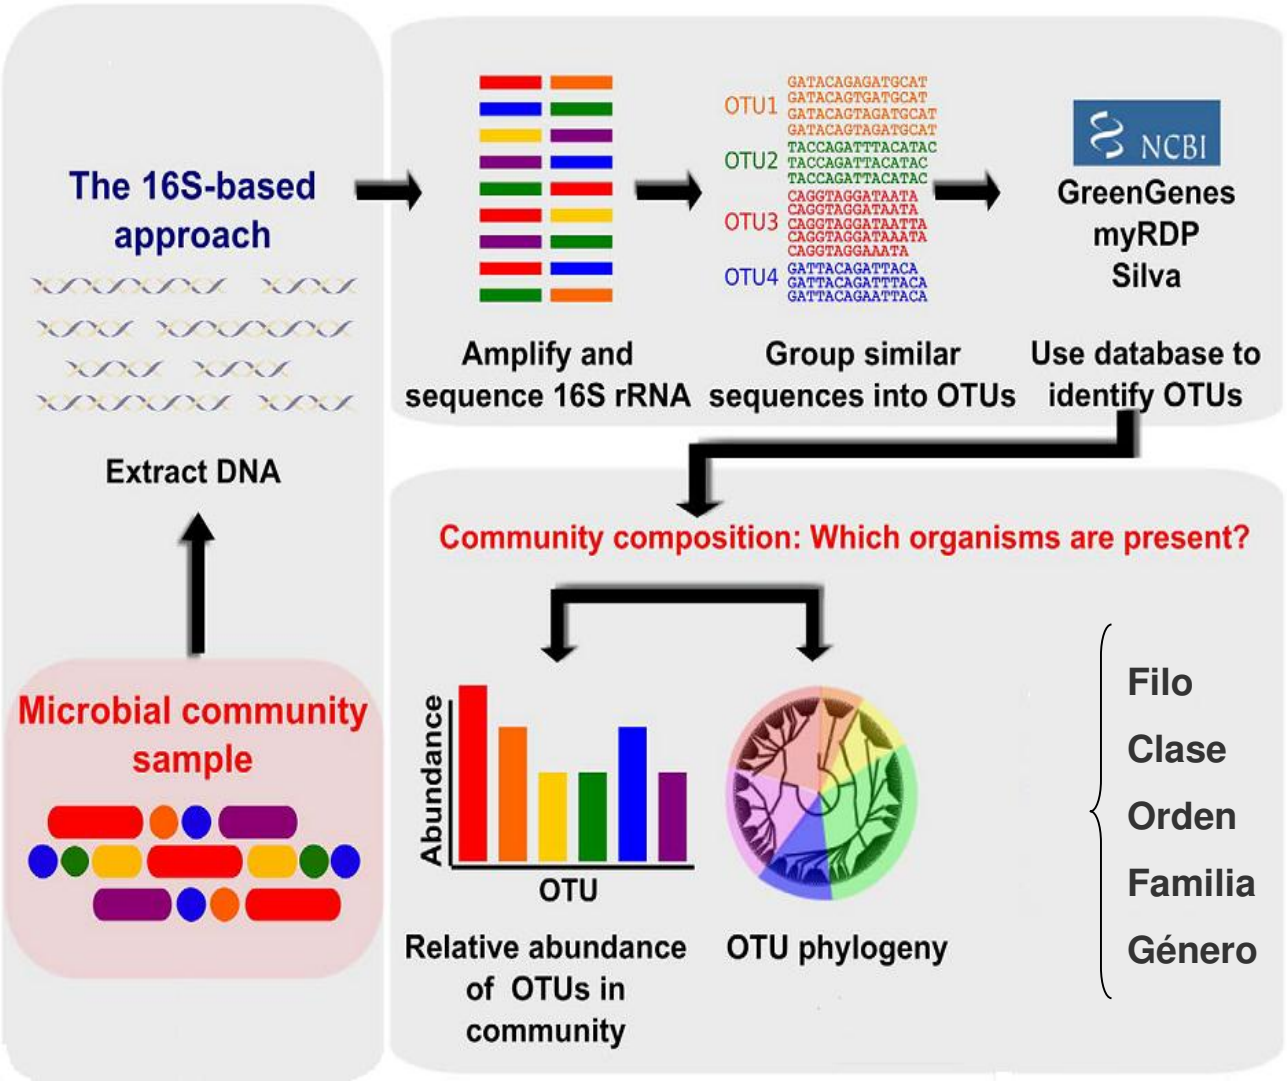 The 16S-based
approach
Extract DNA
Microbial community
sample
Amplify and
sequence 16S rRNA
OTU1
GATACAGAGATGCAT
GATACAGTGATGCAT
GATACAGTAGATGCAT
GATACAGTAGATGCAT
OTU2
TACCAGATTTACATAC
TACCAGATTACATAC
TACCAGATTACATAC
OTU3
CAGGTAGGATAATA
CAGGTAGGATAATA
CAGGTAGGATAATTA
CAGGTAGGATAAATA
CAGGTAGGAAATA
OTU4
GATTACAGATTACA
GATTACAGATTTACA
GATTACAGAATTACA
Group similar
sequences into OTUs
NCBI
GreenGenes
myRDP
Silva
Use database to
identify OTUs
Community composition: Which organisms are present?
Abundance
OTU
Relative abundance
of OTUs in
community
OTU phylogeny
Filo
Clase
Orden
Familia
Género